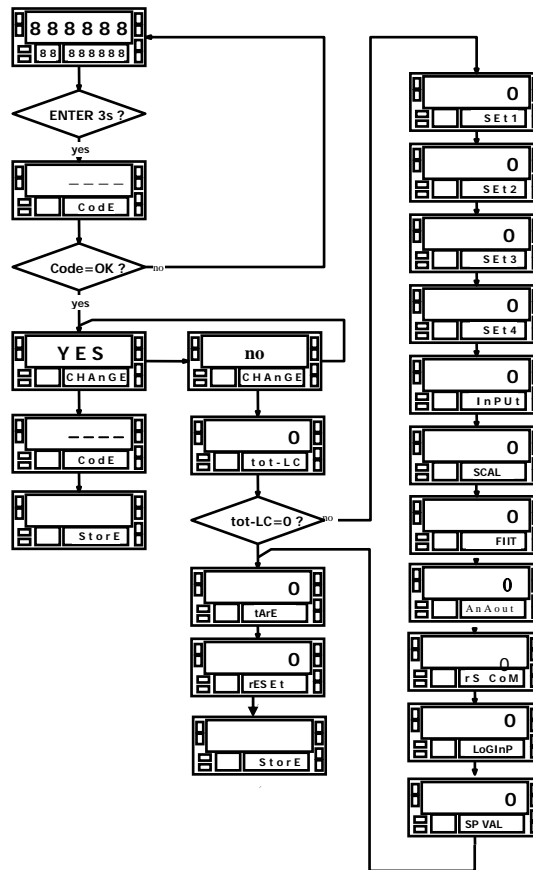 888888
88 888888
ENTER 3s ?
yes
_ _ _ _
CodE
Code=OK ?
no
yes
YES
CHAnGE
no
CHAnGE
----
CodE
StorE
0
tot-LC
tot-LC=0 ?
no
0
tArE
0
rESEt
StorE
0
SEt1
0
SEt2
0
SEt3
0
SEt4
0
InPUt
0
SCAL
0
FIlT
0
AnAout
0
rS CoM
0
LoGInP
0
SP VAL